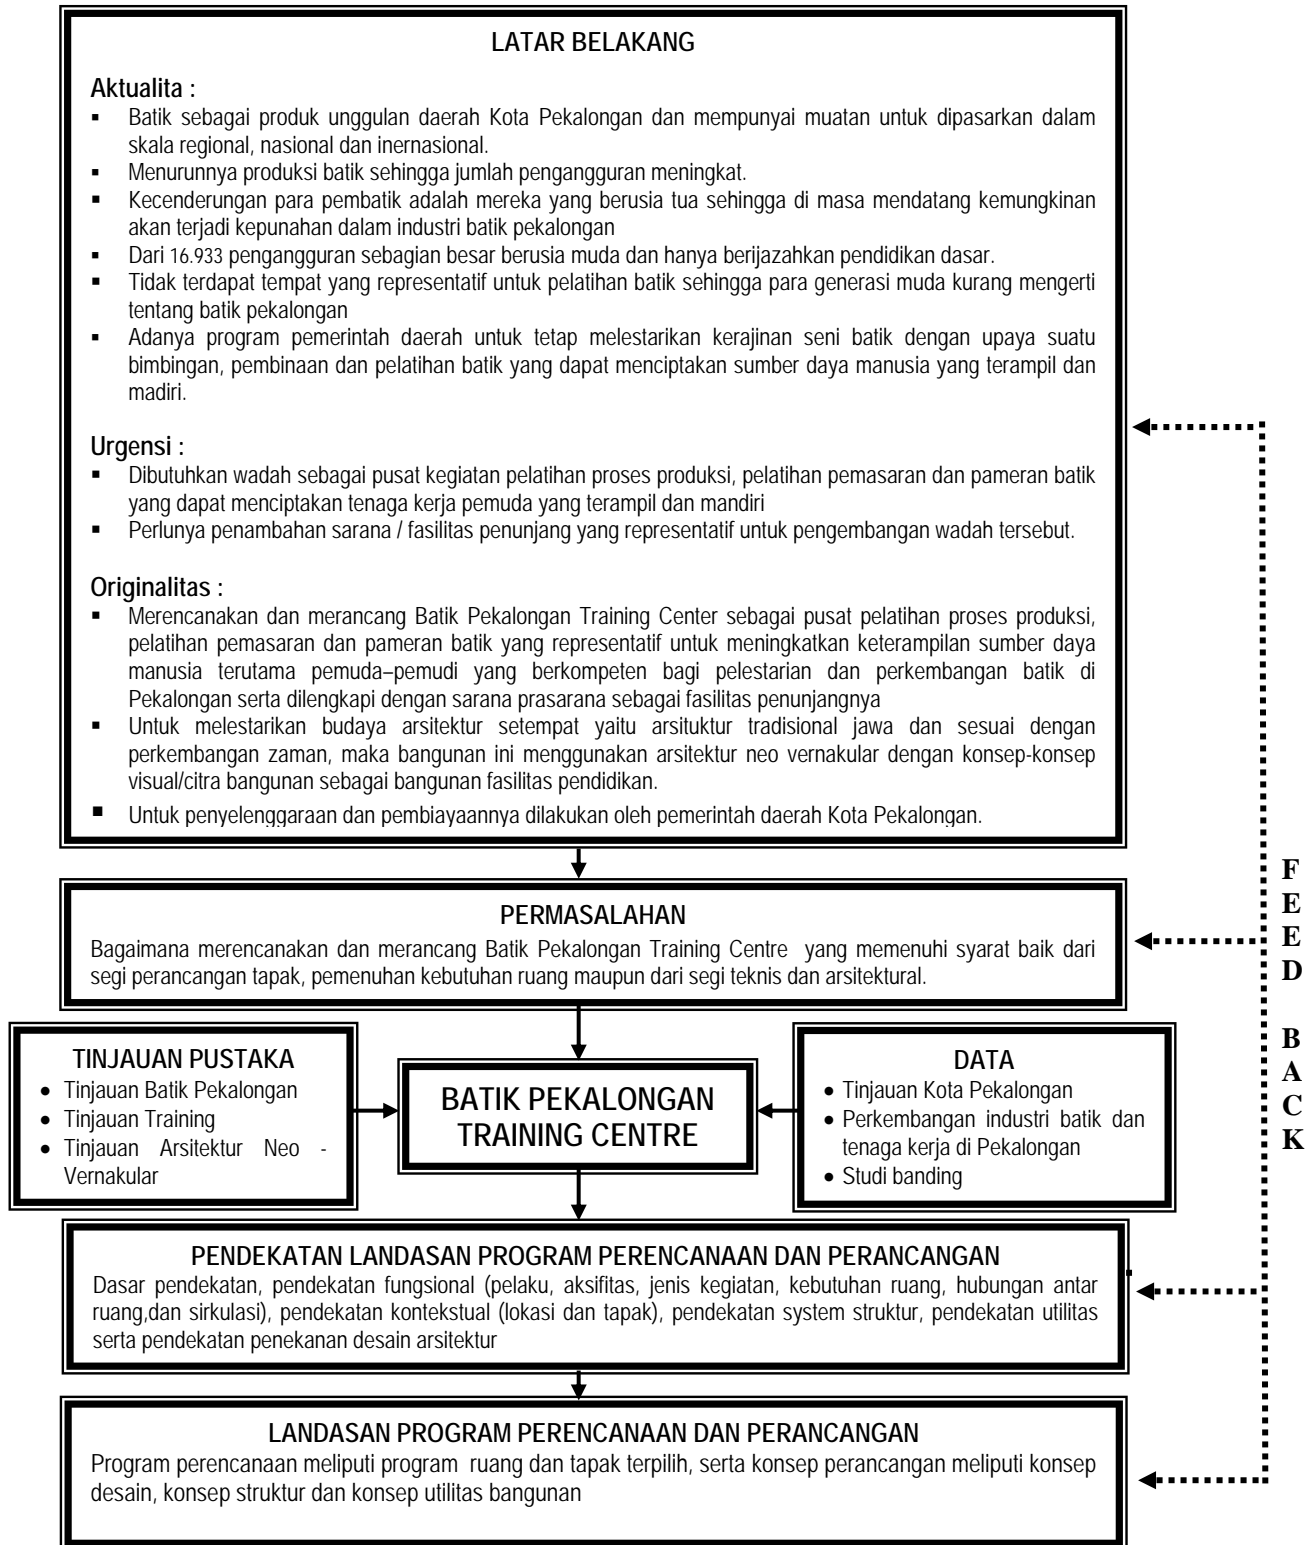 LATAR BELAKANG
Aktualita :
▪ Batik sebagai produk unggulan daerah Kota Pekalongan dan mempunyai muatan untuk dipasarkan dalam
skala regional, nasional dan inernasional.
▪ Menurunnya produksi batik sehingga jumlah pengangguran meningkat.
▪ Kecenderungan para pembatik adalah mereka yang berusia tua sehingga di masa mendatang kemungkinan
akan terjadi kepunahan dalam industri batik pekalongan
▪ Dari 16.933 pengangguran sebagian besar berusia muda dan hanya berijazahkan pendidikan dasar.
▪ Tidak terdapat tempat yang representatif untuk pelatihan batik sehingga para generasi muda kurang mengerti
tentang batik pekalongan
▪ Adanya program pemerintah daerah untuk tetap melestarikan kerajinan seni batik dengan upaya suatu
bimbingan, pembinaan dan pelatihan batik yang dapat menciptakan sumber daya manusia yang terampil dan
madiri.
Urgensi :
▪ Dibutuhkan wadah sebagai pusat kegiatan pelatihan proses produksi, pelatihan pemasaran dan pameran batik
yang dapat menciptakan tenaga kerja pemuda yang terampil dan mandiri
▪ Perlunya penambahan sarana / fasilitas penunjang yang representatif untuk pengembangan wadah tersebut.
Originalitas :
▪ Merencanakan dan merancang Batik Pekalongan Training Center sebagai pusat pelatihan proses produksi,
pelatihan pemasaran dan pameran batik yang representatif untuk meningkatkan keterampilan sumber daya
manusia terutama pemuda–pemudi yang berkompeten bagi pelestarian dan perkembangan batik di
Pekalongan serta dilengkapi dengan sarana prasarana sebagai fasilitas penunjangnya
▪ Untuk melestarikan budaya arsitektur setempat yaitu arsituktur tradisional jawa dan sesuai dengan
perkembangan zaman, maka bangunan ini menggunakan arsitektur neo vernakular dengan konsep-konsep
visual/citra bangunan sebagai bangunan fasilitas pendidikan.
▪ Untuk penyelenggaraan dan pembiayaannya dilakukan oleh pemerintah daerah Kota Pekalongan.
PERMASALAHAN
Bagaimana merencanakan dan merancang Batik Pekalongan Training Centre yang memenuhi syarat baik dari
segi perancangan tapak, pemenuhan kebutuhan ruang maupun dari segi teknis dan arsitektural.
TINJAUAN PUSTAKA
• Tinjauan Batik Pekalongan
• Tinjauan Training
• Tinjauan Arsitektur Neo -
Vernakular
BATIK PEKALONGAN
TRAINING CENTRE
DATA
• Tinjauan Kota Pekalongan
• Perkembangan industri batik dan
tenaga kerja di Pekalongan
• Studi banding
PENDEKATAN LANDASAN PROGRAM PERENCANAAN DAN PERANCANGAN
Dasar pendekatan, pendekatan fungsional (pelaku, aksifitas, jenis kegiatan, kebutuhan ruang, hubungan antar
ruang,dan sirkulasi), pendekatan kontekstual (lokasi dan tapak), pendekatan system struktur, pendekatan utilitas
serta pendekatan penekanan desain arsitektur
LANDASAN PROGRAM PERENCANAAN DAN PERANCANGAN
Program perencanaan meliputi program ruang dan tapak terpilih, serta konsep perancangan meliputi konsep
desain, konsep struktur dan konsep utilitas bangunan
F
E
E
D
B
A
C
K